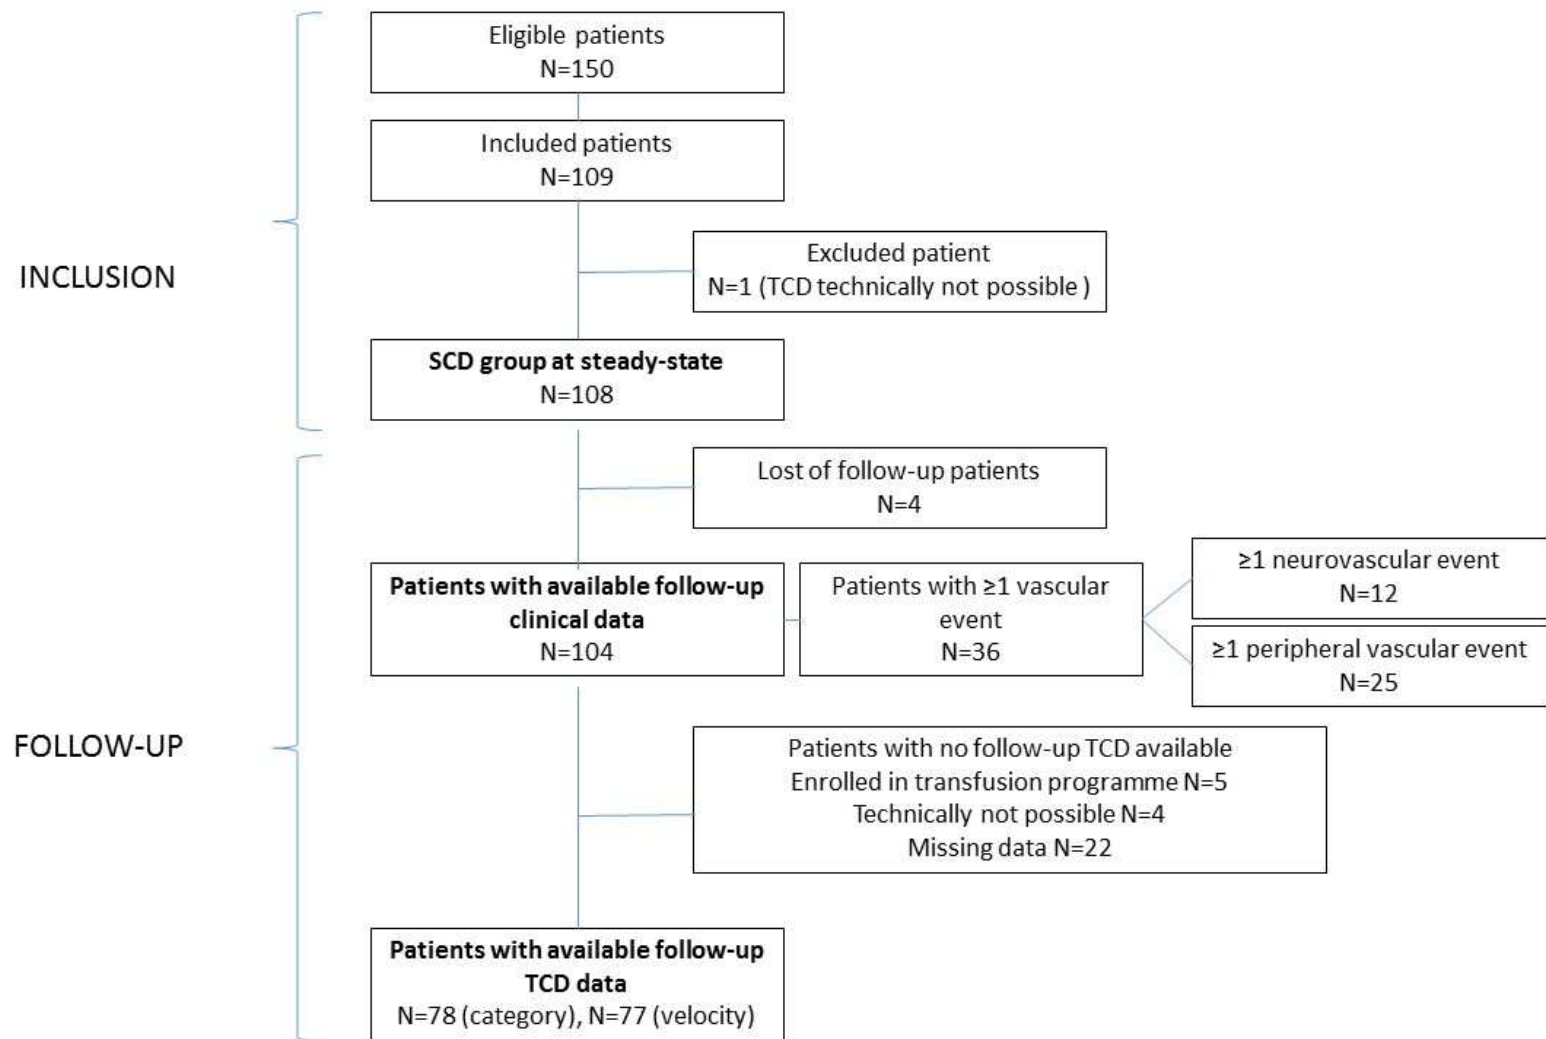 Eligible patients
N=150
Included patients
N=109
Excluded patient
N=1 (TCD technically not possible )
INCLUSION
SCD group at steady-state
N=108
Lost of follow-up patients
N=4
Patients with available follow-up
clinical data
N=104
Patients with ≥1 vascular
event
N=36
≥1 neurovascular event
N=12
≥1 peripheral vascular event
N=25
FOLLOW-UP
Patients with no follow-up TCD available
Enrolled in transfusion programme N=5
Technically not possible N=4
Missing data N=22
Patients with available follow-up
TCD data
N=78 (category), N=77 (velocity)